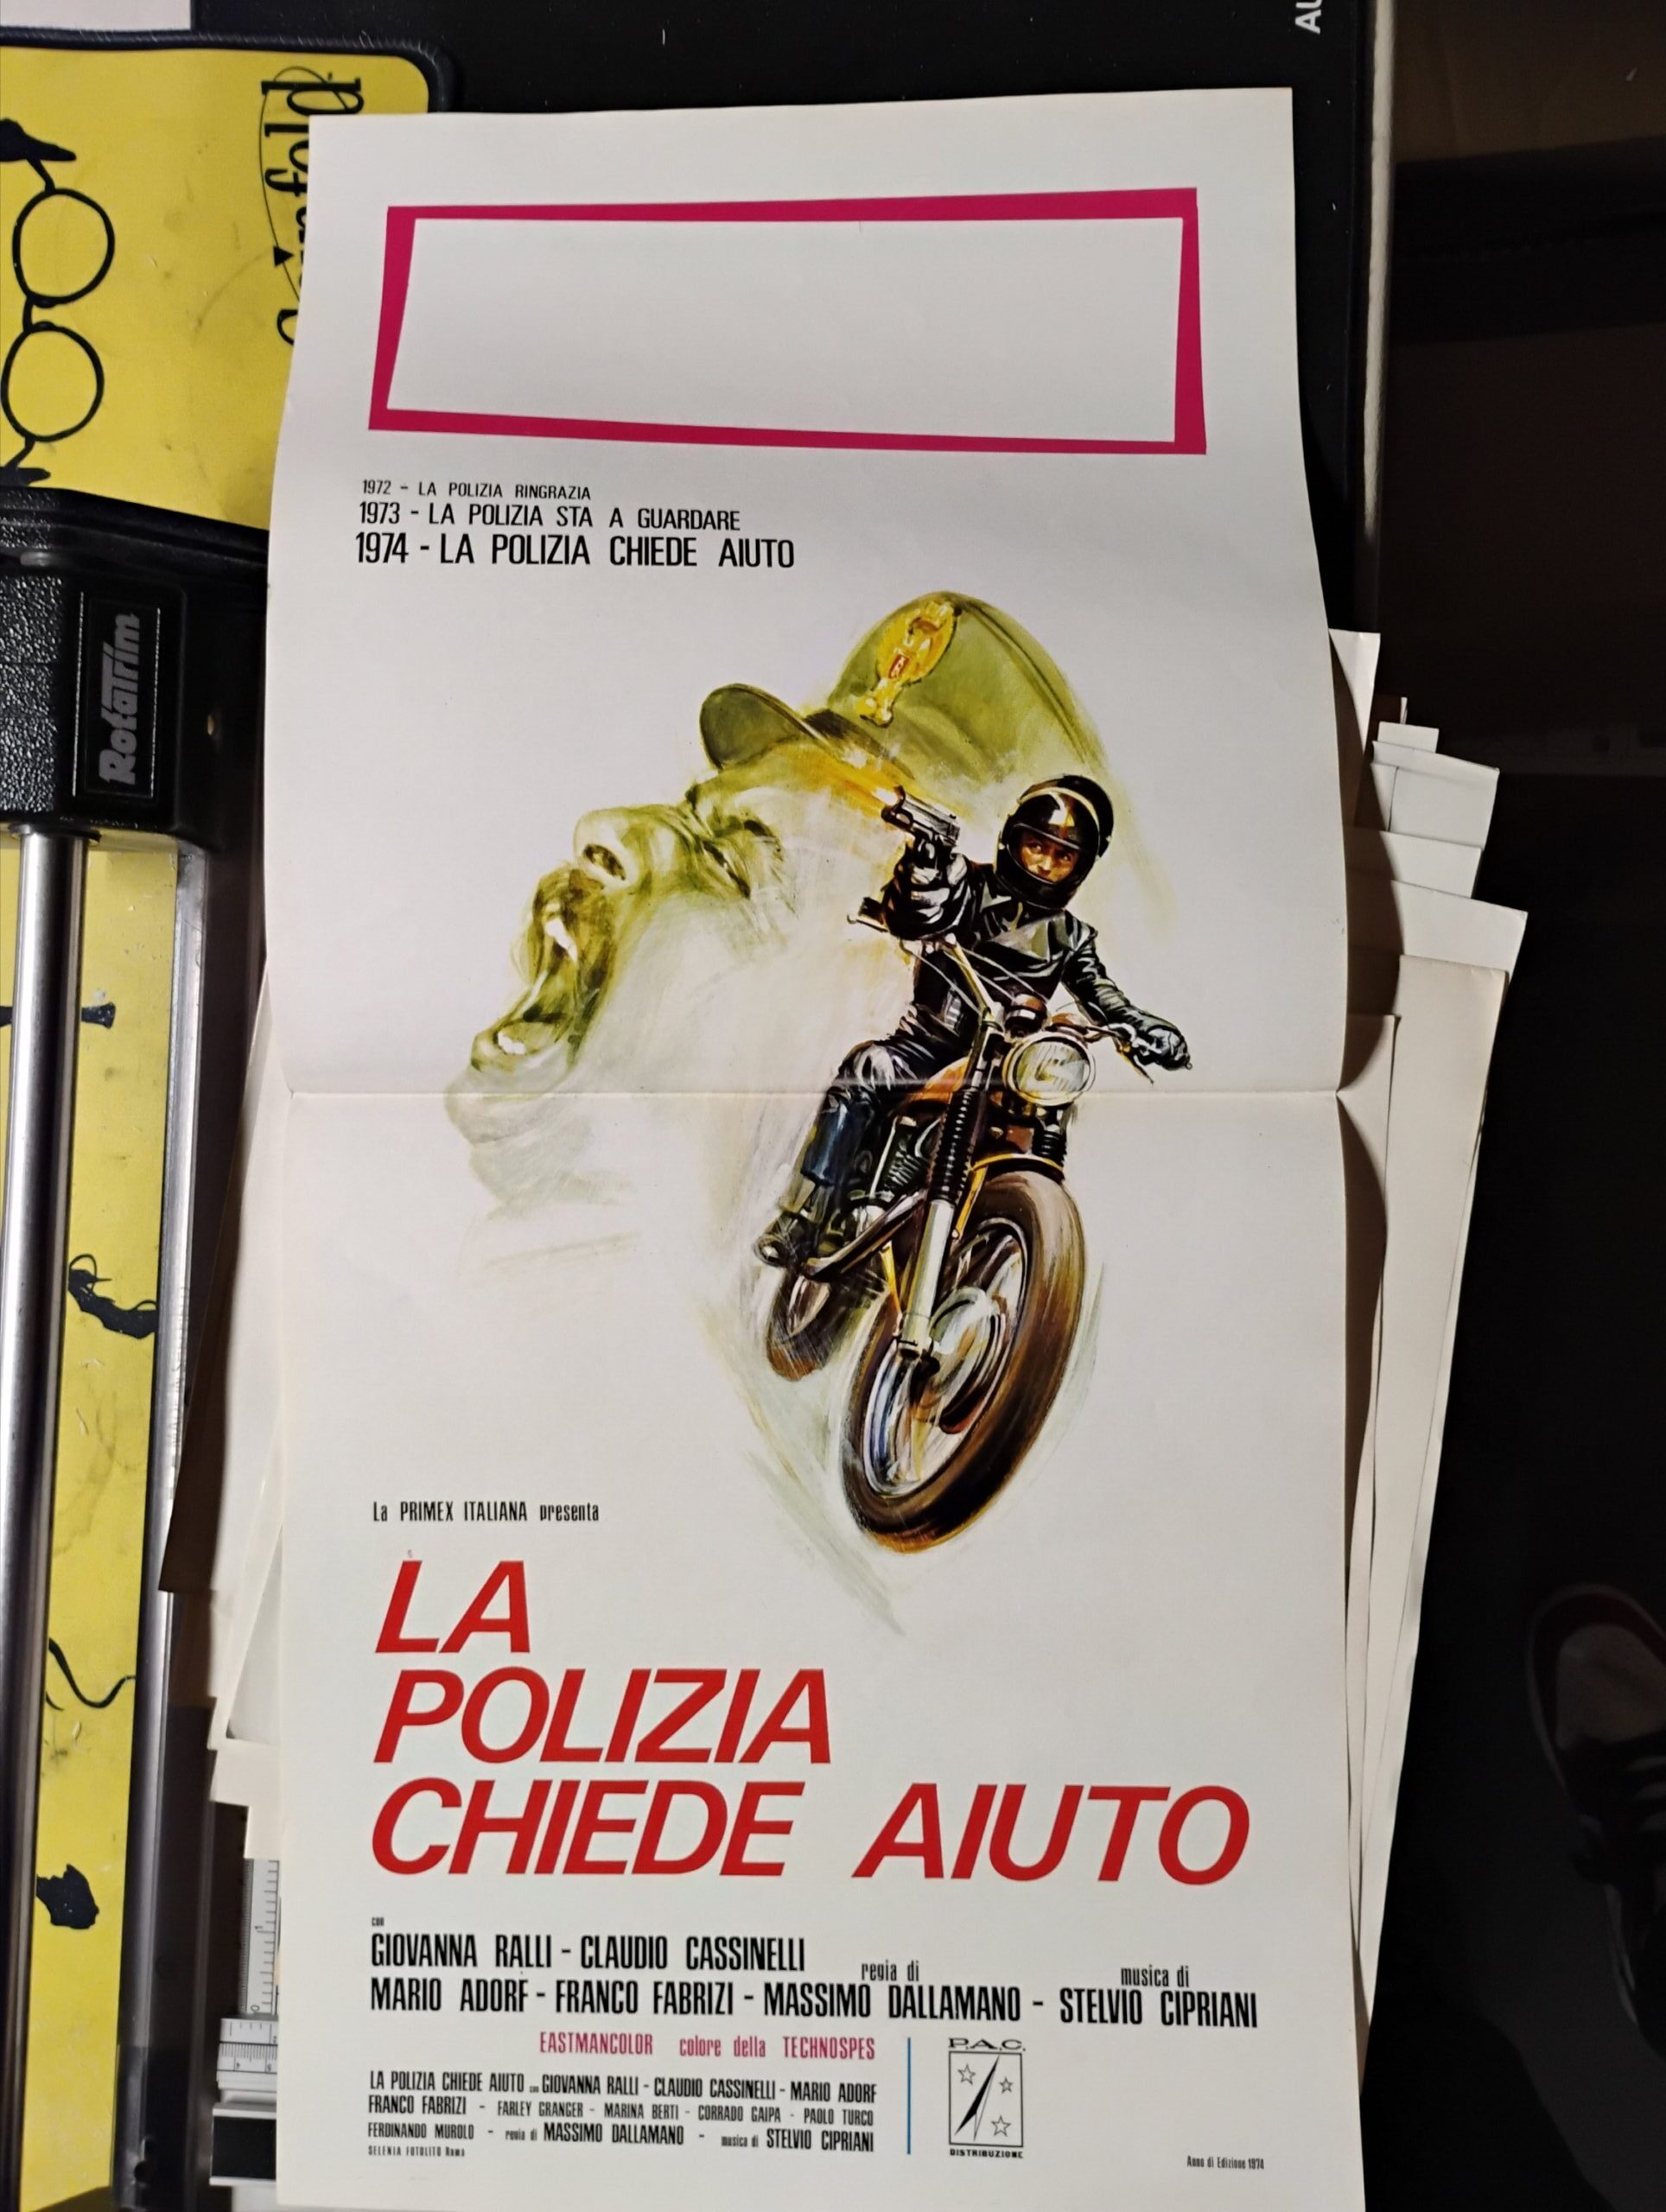 AU
RotaTrim
1972 - LA POLIZIA RINGRAZIA
1973 - LA POLIZIA STA A GUARDARE
1974 - LA POLIZIA CHIEDE AIUTO
La PRIMEX ITALIANA presenta
LA
POLIZIA
CHIEDE AIUTO
con
GIOVANNA RALLI - CLAUDIO CASSINELLI
regia di
musica di
MARIO ADORF - FRANCO FABRIZI - MASSIMO DALLAMANO - STELVIO CIPRIANI
EASTMANCOLOR colore della TECHNOSPES
P.A.C.
DISTRIBUZIONE
LA POLIZIA CHIEDE AIUTO con GIOVANNA RALLI - CLAUDIO CASSINELLI - MARIO ADORF
FRANCO FABRIZI - FARLEY GRANGER - MARINA BERTI - CORRADO GAIPA - PAOLO TURCO
FERDINANDO MUROLO - regia di MASSIMO DALLAMANO - musica di STELVIO CIPRIANI
SELENIA FOTOLITO Roma
Anno di Edizione 1974